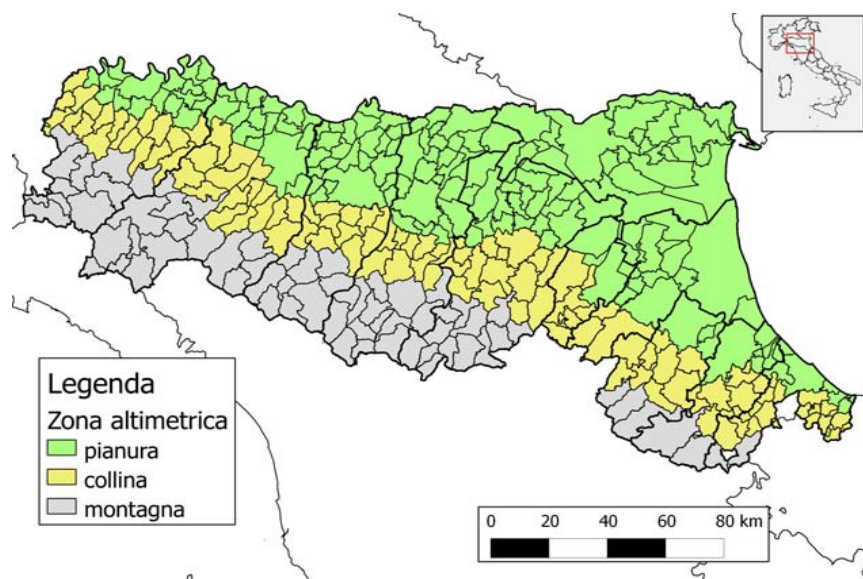 Legenda
Zona altimetrica
pianura
collina
montagna
0 20 40 60 80 km